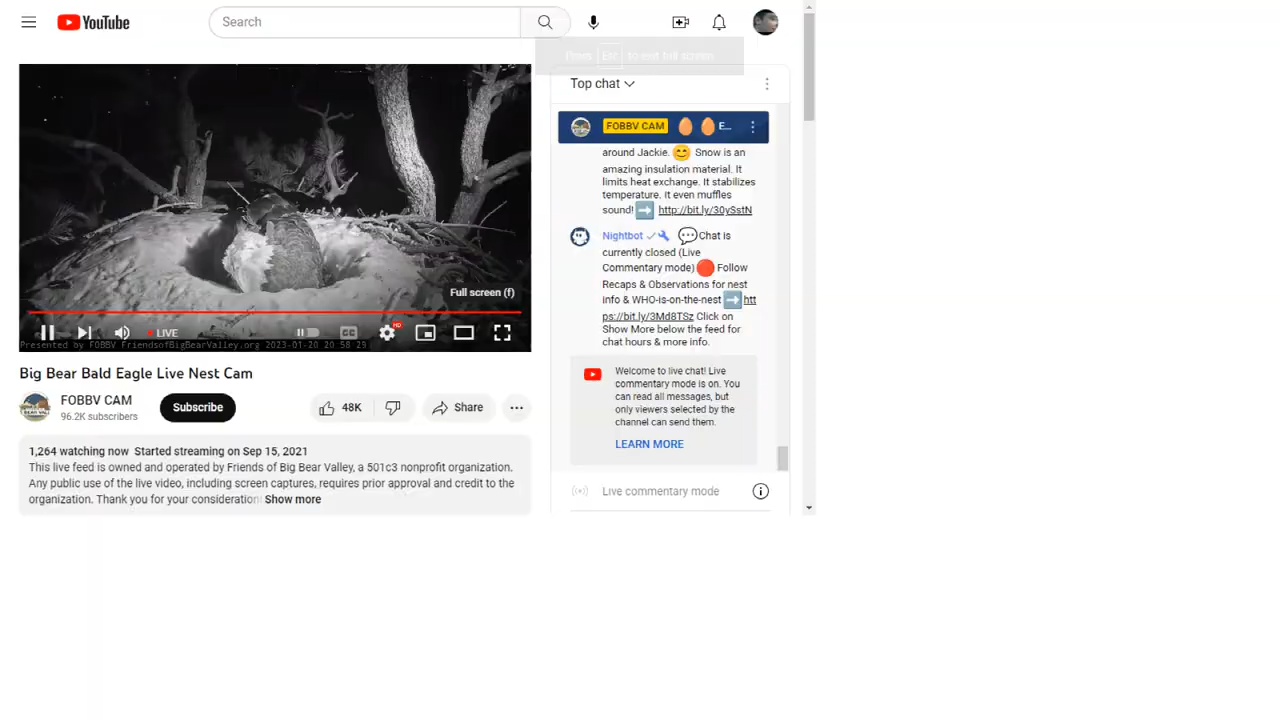 YouTube
Search
Press Esc to exit full screen
Top chat
FOBBV CAM E...
around Jackie. 😊 Snow is an
amazing insulation material. It
limits heat exchange. It stabilizes
temperature. It even muffles
sound! ➡️ http://bit.ly/30ySstN
Nightbot 💬Chat is
currently closed (Live
Commentary mode) 🔴 Follow
Recaps & Observations for nest
info & WHO-is-on-the-nest ➡️ htt
ps://bit.ly/3Md8TSz Click on
Show More below the feed for
chat hours & more info.
Welcome to live chat! Live
commentary mode is on. You
can read all messages, but
only viewers selected by the
channel can send them.
LEARN MORE
Live commentary mode
Full screen (f)
LIVE
CC
HD
Presented by FOBBV FriendsofBigBearValley.org 2023-01-20 20 58 29
Big Bear Bald Eagle Live Nest Cam
FOBBV CAM
96.2K subscribers
Subscribe
48K
Share
1,264 watching now Started streaming on Sep 15, 2021
This live feed is owned and operated by Friends of Big Bear Valley, a 501c3 nonprofit organization.
Any public use of the live video, including screen captures, requires prior approval and credit to the
organization. Thank you for your consideration Show more